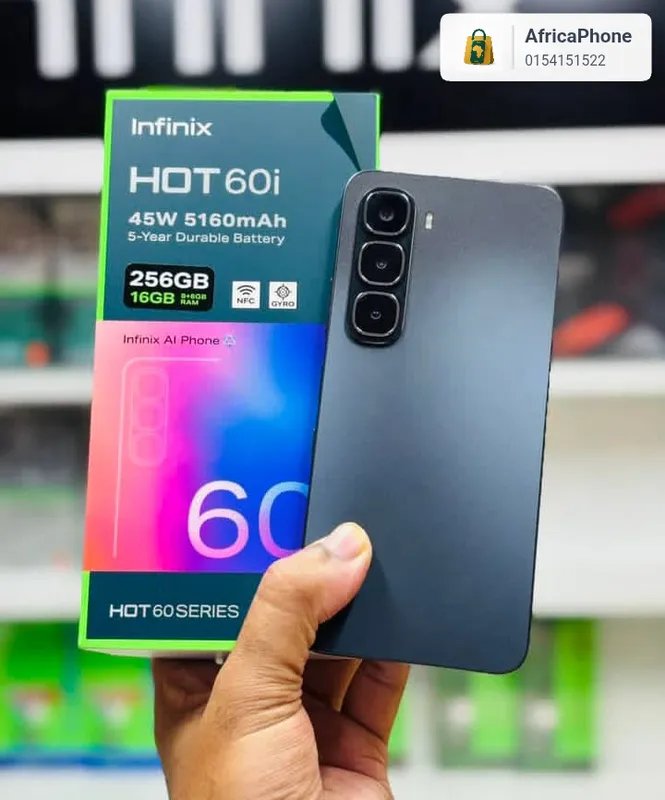 AfricaPhone
0154151522
Infinix
HOT 60i
45W 5160mAh
5-Year Durable Battery
256GB
16GB 8+8GB RAM
NFC
GYRO
Infinix AI Phone
60
HOT 60 SERIES